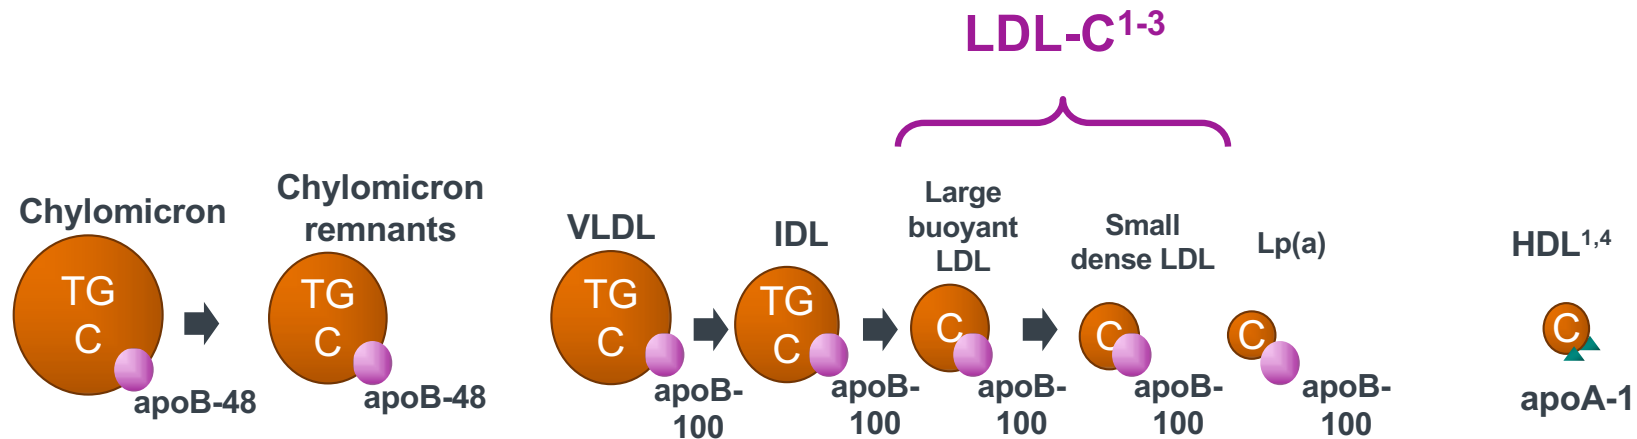 LDL-C1-3
Chylomicron
TG
C
apoB-48
Chylomicron
remnants
TG
C
apoB-48
VLDL
TG
C
apoB-
100
IDL
TG
C
apoB-
100
Large
buoyant
LDL
C
apoB-
100
Small
dense LDL
C
apoB-
100
Lp(a)
C
apoB-
100
HDL1,4
C
apoA-1